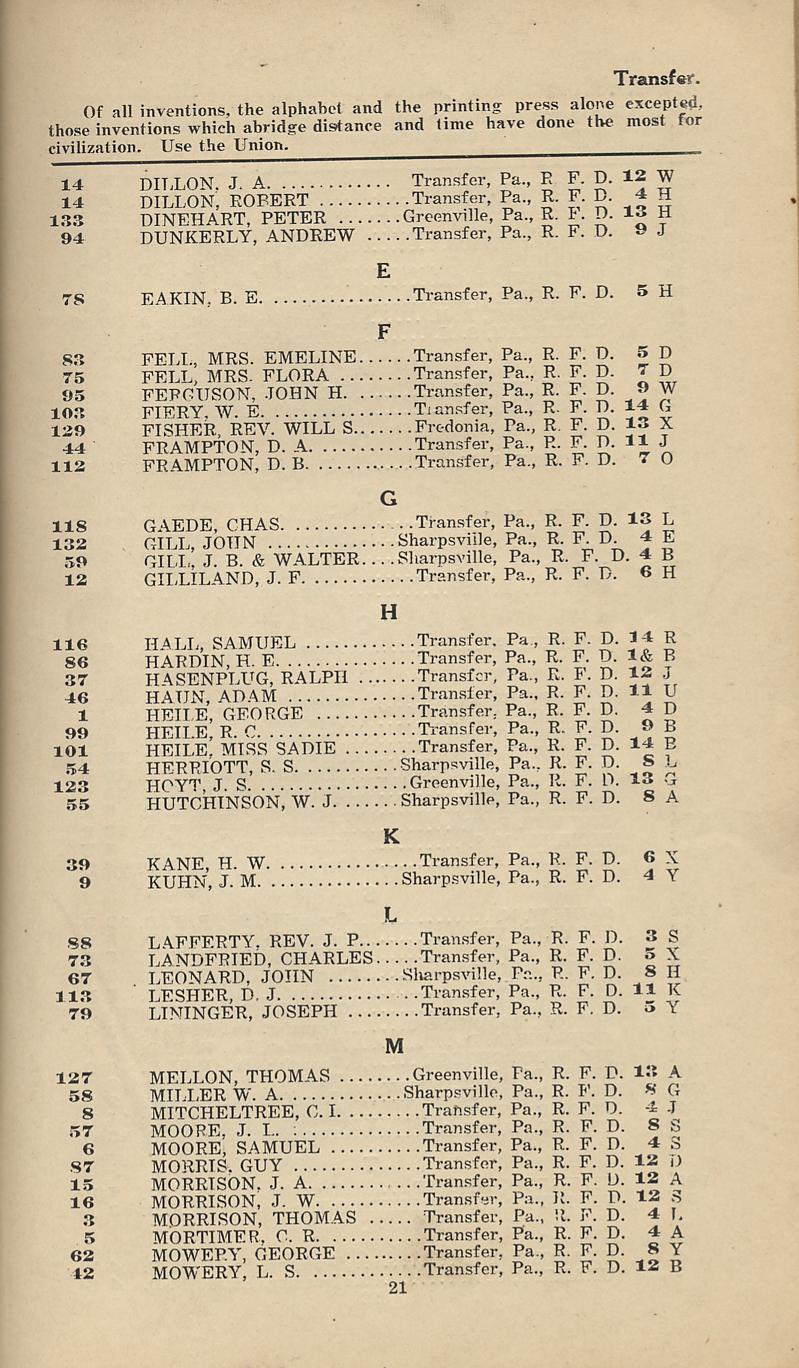 Transfer.
Of all inventions, the alphabet and the printing press alone excepted,
those inventions which abridge distance and time have done the most for
civilization. Use the Union.
14 DILLON, J. A. ............ Transfer, Pa., R F. D. 12 W
14 DILLON, ROBERT ..........Transfer, Pa., R. F. D. 4 H
133 DINEHART, PETER .......Greenville, Pa., R. F. D. 13 H
94 DUNKERLY, ANDREW .....Transfer, Pa., R. F. D. 9 J
E
78 EAKIN, B. E. ................Transfer, Pa., R. F. D. 5 H
F
83 FELL, MRS. EMELINE......Transfer, Pa., R. F. D. 5 D
75 FELL, MRS. FLORA ........Transfer, Pa., R. F. D. 7 D
95 FERGUSON, JOHN H. .......Transfer, Pa., R. F. D. 9 W
103 FIERY, W. E. ...............Transfer, Pa., R. F. D. 14 G
129 FISHER, REV. WILL S.......Fredonia, Pa., R. F. D. 13 X
44 FRAMPTON, D. A. ..........Transfer, Pa., R. F. D. 11 J
112 FRAMPTON, D. B. ...........Transfer, Pa., R. F. D. 7 O
G
118 GAEDE, CHAS. .............Transfer, Pa., R. F. D. 13 L
132 GILL, JOHN .............Sharpsville, Pa., R. F. D. 4 E
59 GILL, J. B. & WALTER....Sharpsville, Pa., R. F. D. 4 B
12 GILLILAND, J. F. ...........Transfer, Pa., R. F. D. 6 H
H
116 HALL, SAMUEL ............Transfer, Pa., R. F. D. 14 R
86 HARDIN, H. E. ..............Transfer, Pa., R. F. D. 1& B
37 HASENPLUG, RALPH .......Transfer, Pa., R. F. D. 12 J
46 HAUN, ADAM ..............Transfer, Pa., R. F. D. 11 U
1 HEILE, GEORGE ...........Transfer, Pa., R. F. D. 4 D
99 HEILE, R. C. ................Transfer, Pa., R. F. D. 9 B
101 HEILE, MISS SADIE ........Transfer, Pa., R. F. D. 14 E
54 HERRIOTT, S. S. ...........Sharpsville, Pa., R. F. D. 8 L
123 HOYT, J. S. ................Greenville, Pa., R. F. D. 13 G
55 HUTCHINSON, W. J. .......Sharpsville, Pa., R. F. D. 8 A
K
39 KANE, H. W. ................Transfer, Pa., R. F. D. 6 X
9 KUHN, J. M. ...............Sharpsville, Pa., R. F. D. 4 Y
L
88 LAFFERTY, REV. J. P.......Transfer, Pa., R. F. D. 3 S
73 LANDFRIED, CHARLES.....Transfer, Pa., R. F. D. 5 X
67 LEONARD, JOHN ........Sharpsville, Pa., R. F. D. 8 H
113 LESHER, D. J. ..............Transfer, Pa., R. F. D. 11 K
79 LININGER, JOSEPH ........Transfer, Pa., R. F. D. 5 Y
M
127 MELLON, THOMAS ........Greenville, Pa., R. F. D. 13 A
58 MILLER W. A. ............Sharpsville, Pa., R. F. D. 8 G
8 MITCHELTREE, C. I. ........Transfer, Pa., R. F. D. 4 J
57 MOORE, J. L. ..............Transfer, Pa., R. F. D. 8 S
6 MOORE, SAMUEL ..........Transfer, Pa., R. F. D. 4 S
87 MORRIS, GUY ..............Transfer, Pa., R. F. D. 12 D
15 MORRISON, J. A. ...........Transfer, Pa., R. F. D. 12 A
16 MORRISON, J. W. ..........Transfer, Pa., R. F. D. 12 S
3 MORRISON, THOMAS ..... Transfer, Pa., R. F. D. 4 L
5 MORTIMER, C. R. ..........Transfer, Pa., R. F. D. 4 A
62 MOWERY, GEORGE ........Transfer, Pa., R. F. D. 8 Y
42 MOWERY, L. S. ............Transfer, Pa., R. F. D. 12 B
21